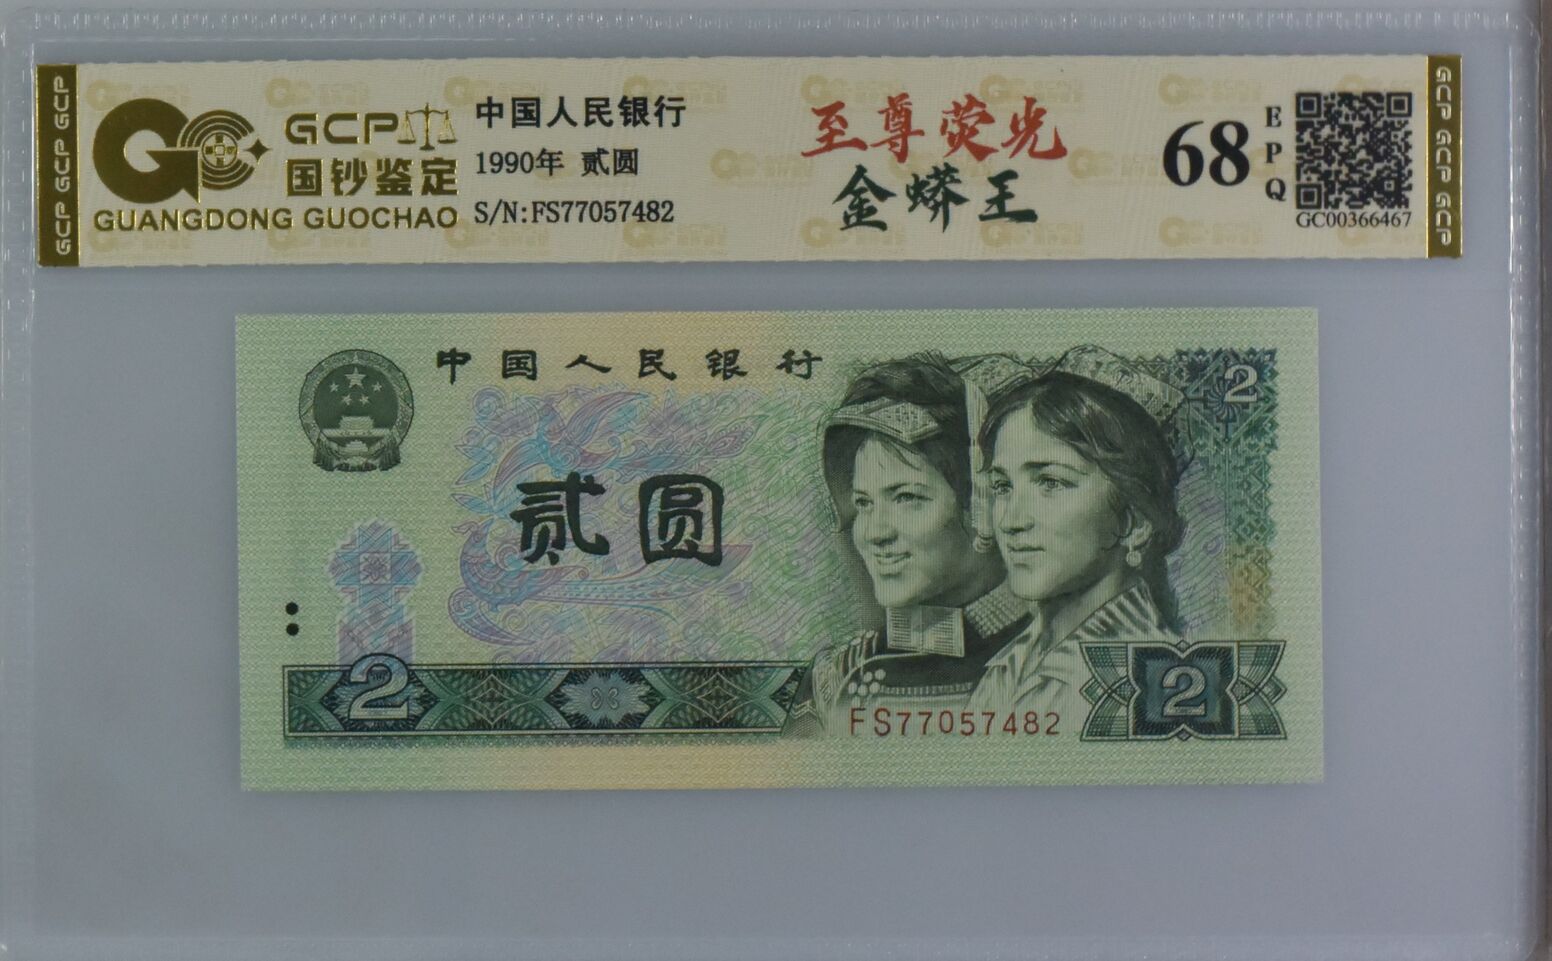 GCP GCP GCP
GCP
国钞鉴定
GUANGDONG GUOCHAO
中国人民银行
1990年 贰圆
S/N:FS77057482
至尊荧光
金蟒王
68
EPQ
GC00366467
GCP GCP GCP
中国人民银行
2
贰圆
2
FS77057482
2